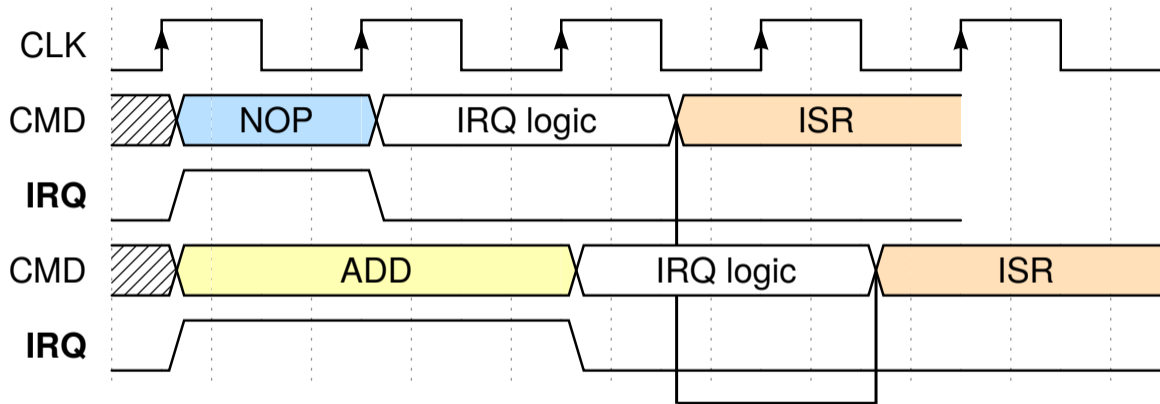 CLK
CMD NOP IRQ logic ISR
IRQ
CMD ADD IRQ logic ISR
IRQ